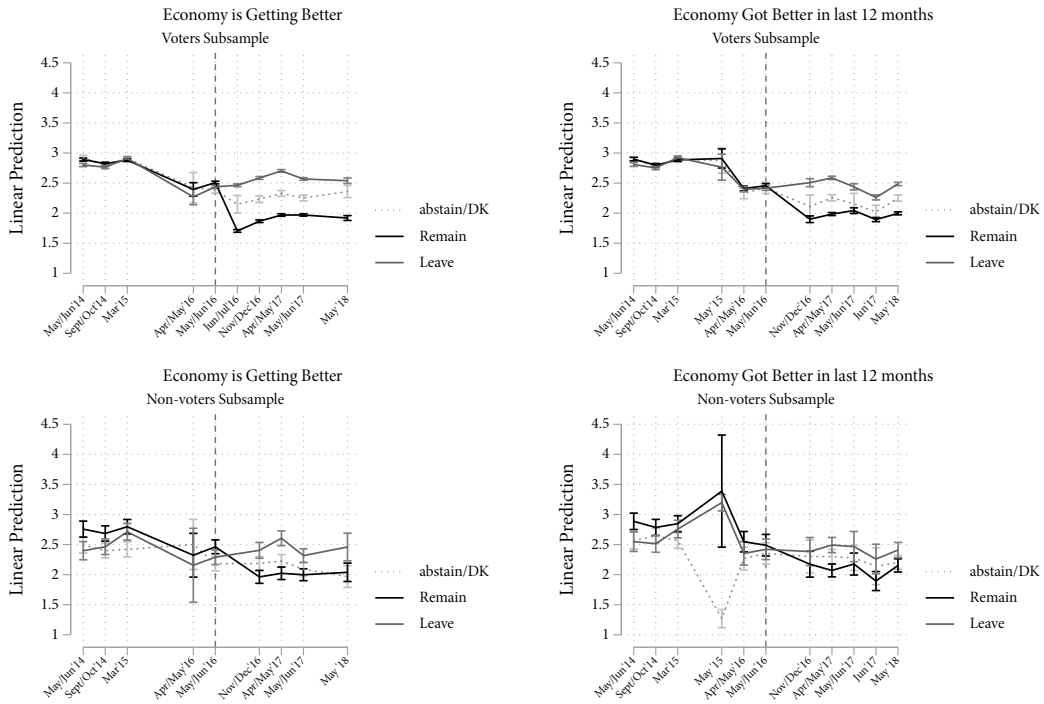 Economy is Getting Better
Voters Subsample
Linear Prediction
4.5
4
3.5
3
2.5
2
1.5
1
May/Jun'14
Sept/Oct'14
Mar'15
Apr/May'16
May/Jun'16
Jun/Jul'16
Nov/Dec'16
Apr/May'17
May/Jun'17
May'18
abstain/DK
Remain
Leave
Economy Got Better in last 12 months
Voters Subsample
Linear Prediction
4.5
4
3.5
3
2.5
2
1.5
1
May/Jun'14
Sept/Oct'14
Mar'15
May'15
Apr/May'16
May/Jun'16
Nov/Dec'16
Apr/May'17
May/Jun'17
Jun'17
May'18
abstain/DK
Remain
Leave
Economy is Getting Better
Non-voters Subsample
Linear Prediction
4.5
4
3.5
3
2.5
2
1.5
1
May/Jun'14
Sept/Oct'14
Mar'15
Apr/May'16
May/Jun'16
Nov/Dec'16
Apr/May'17
May/Jun'17
May'18
abstain/DK
Remain
Leave
Economy Got Better in last 12 months
Non-voters Subsample
Linear Prediction
4.5
4
3.5
3
2.5
2
1.5
1
May/Jun'14
Sept/Oct'14
Mar'15
May'15
Apr/May'16
May/Jun'16
Nov/Dec'16
Apr/May'17
May/Jun'17
Jun'17
May'18
abstain/DK
Remain
Leave